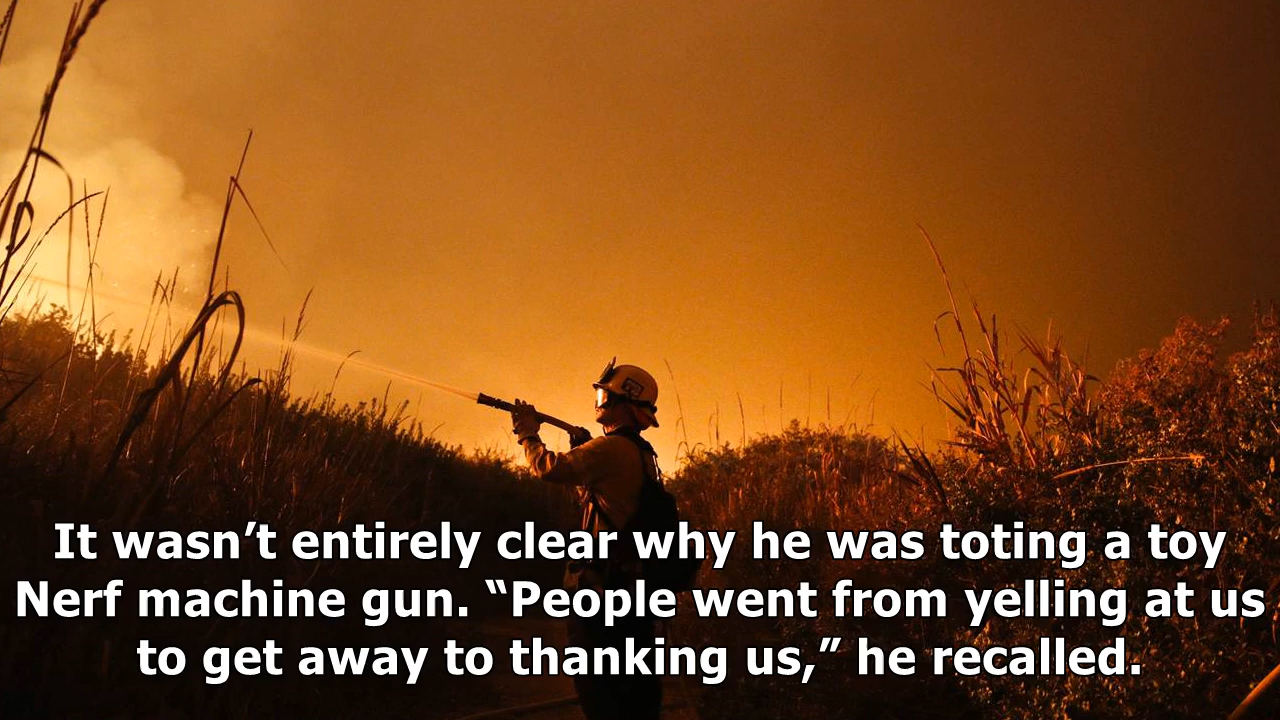 It wasn’t entirely clear why he was toting a toy
Nerf machine gun. “People went from yelling at us
to get away to thanking us,” he recalled.